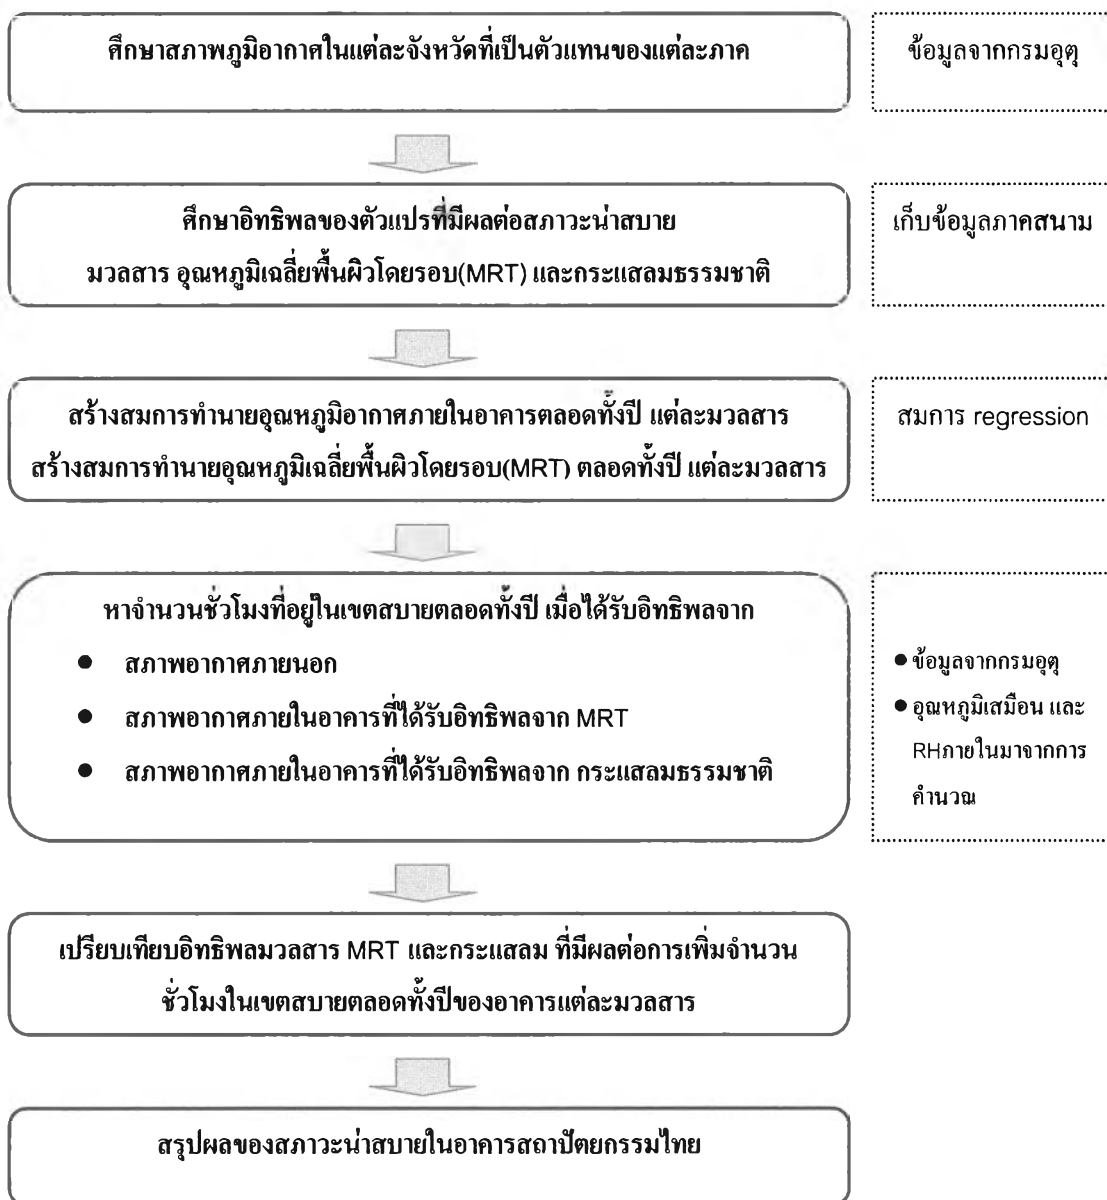 ศึกษาสภาพภูมิอากาศในแต่ละจังหวัดที่เป็นตัวแทนของแต่ละภาค
ข้อมูลจากกรมอุตุ
ศึกษาอิทธิพลของตัวแปรที่มีผลต่อสภาวะน่าสบาย
มวลสาร อุณหภูมิเฉลี่ยพื้นผิวโดยรอบ(MRT) และกระแสลมธรรมชาติ
เก็บข้อมูลภาคสนาม
สร้างสมการทำนายอุณหภูมิอากาศภายในอาคารตลอดทั้งปี แต่ละมวลสาร
สร้างสมการทำนายอุณหภูมิเฉลี่ยพื้นผิวโดยรอบ(MRT) ตลอดทั้งปี แต่ละมวลสาร
สมการ regression
หาจำนวนชั่วโมงที่อยู่ในเขตสบายตลอดทั้งปี เมื่อได้รับอิทธิพลจาก
● สภาพอากาศภายนอก
● สภาพอากาศภายในอาคารที่ได้รับอิทธิพลจาก MRT
● สภาพอากาศภายในอาคารที่ได้รับอิทธิพลจาก กระแสลมธรรมชาติ
● ข้อมูลจากกรมอุตุ
● อุณหภูมิเสมือน และ
RHภายในมาจากการ
คำนวณ
เปรียบเทียบอิทธิพลมวลสาร MRT และกระแสลม ที่มีผลต่อการเพิ่มจำนวน
ชั่วโมงในเขตสบายตลอดทั้งปีของอาคารแต่ละมวลสาร
สรุปผลของสภาวะน่าสบายในอาคารสถาปัตยกรรมไทย